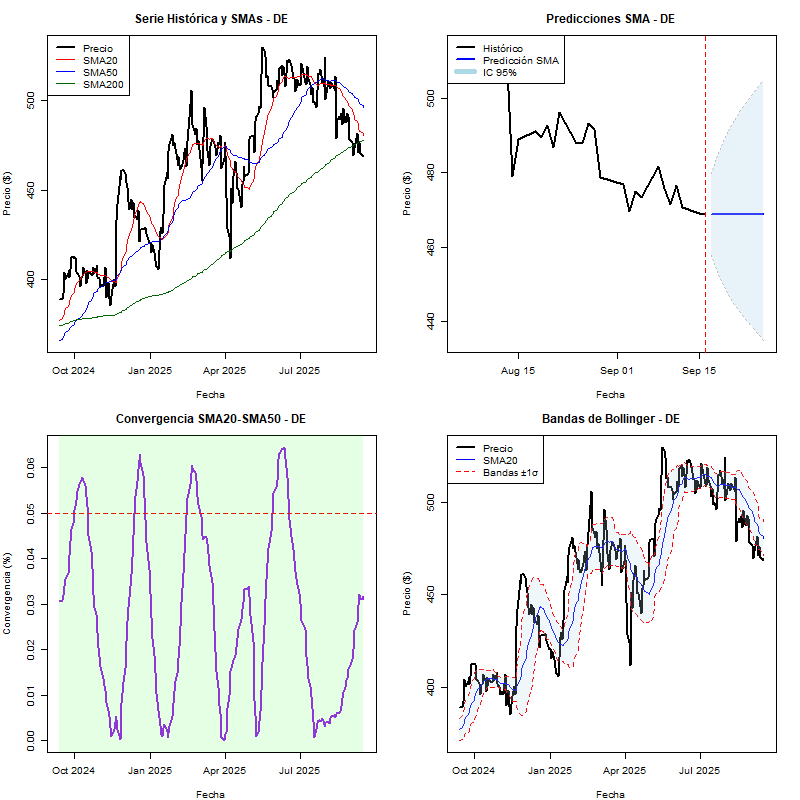 Serie Histórica y SMAs - DE
Precio
SMA20
SMA50
SMA200
Precio ($)
400
450
500
Oct 2024
Jan 2025
Apr 2025
Jul 2025
Fecha
Predicciones SMA - DE
Histórico
Predicción SMA
IC 95%
Precio ($)
440
460
480
500
Aug 15
Sep 01
Sep 15
Fecha
Convergencia SMA20-SMA50 - DE
Convergencia (%)
0.00
0.01
0.02
0.03
0.04
0.05
0.06
Oct 2024
Jan 2025
Apr 2025
Jul 2025
Fecha
Bandas de Bollinger - DE
Precio
SMA20
Bandas ±1σ
Precio ($)
400
450
500
Oct 2024
Jan 2025
Apr 2025
Jul 2025
Fecha